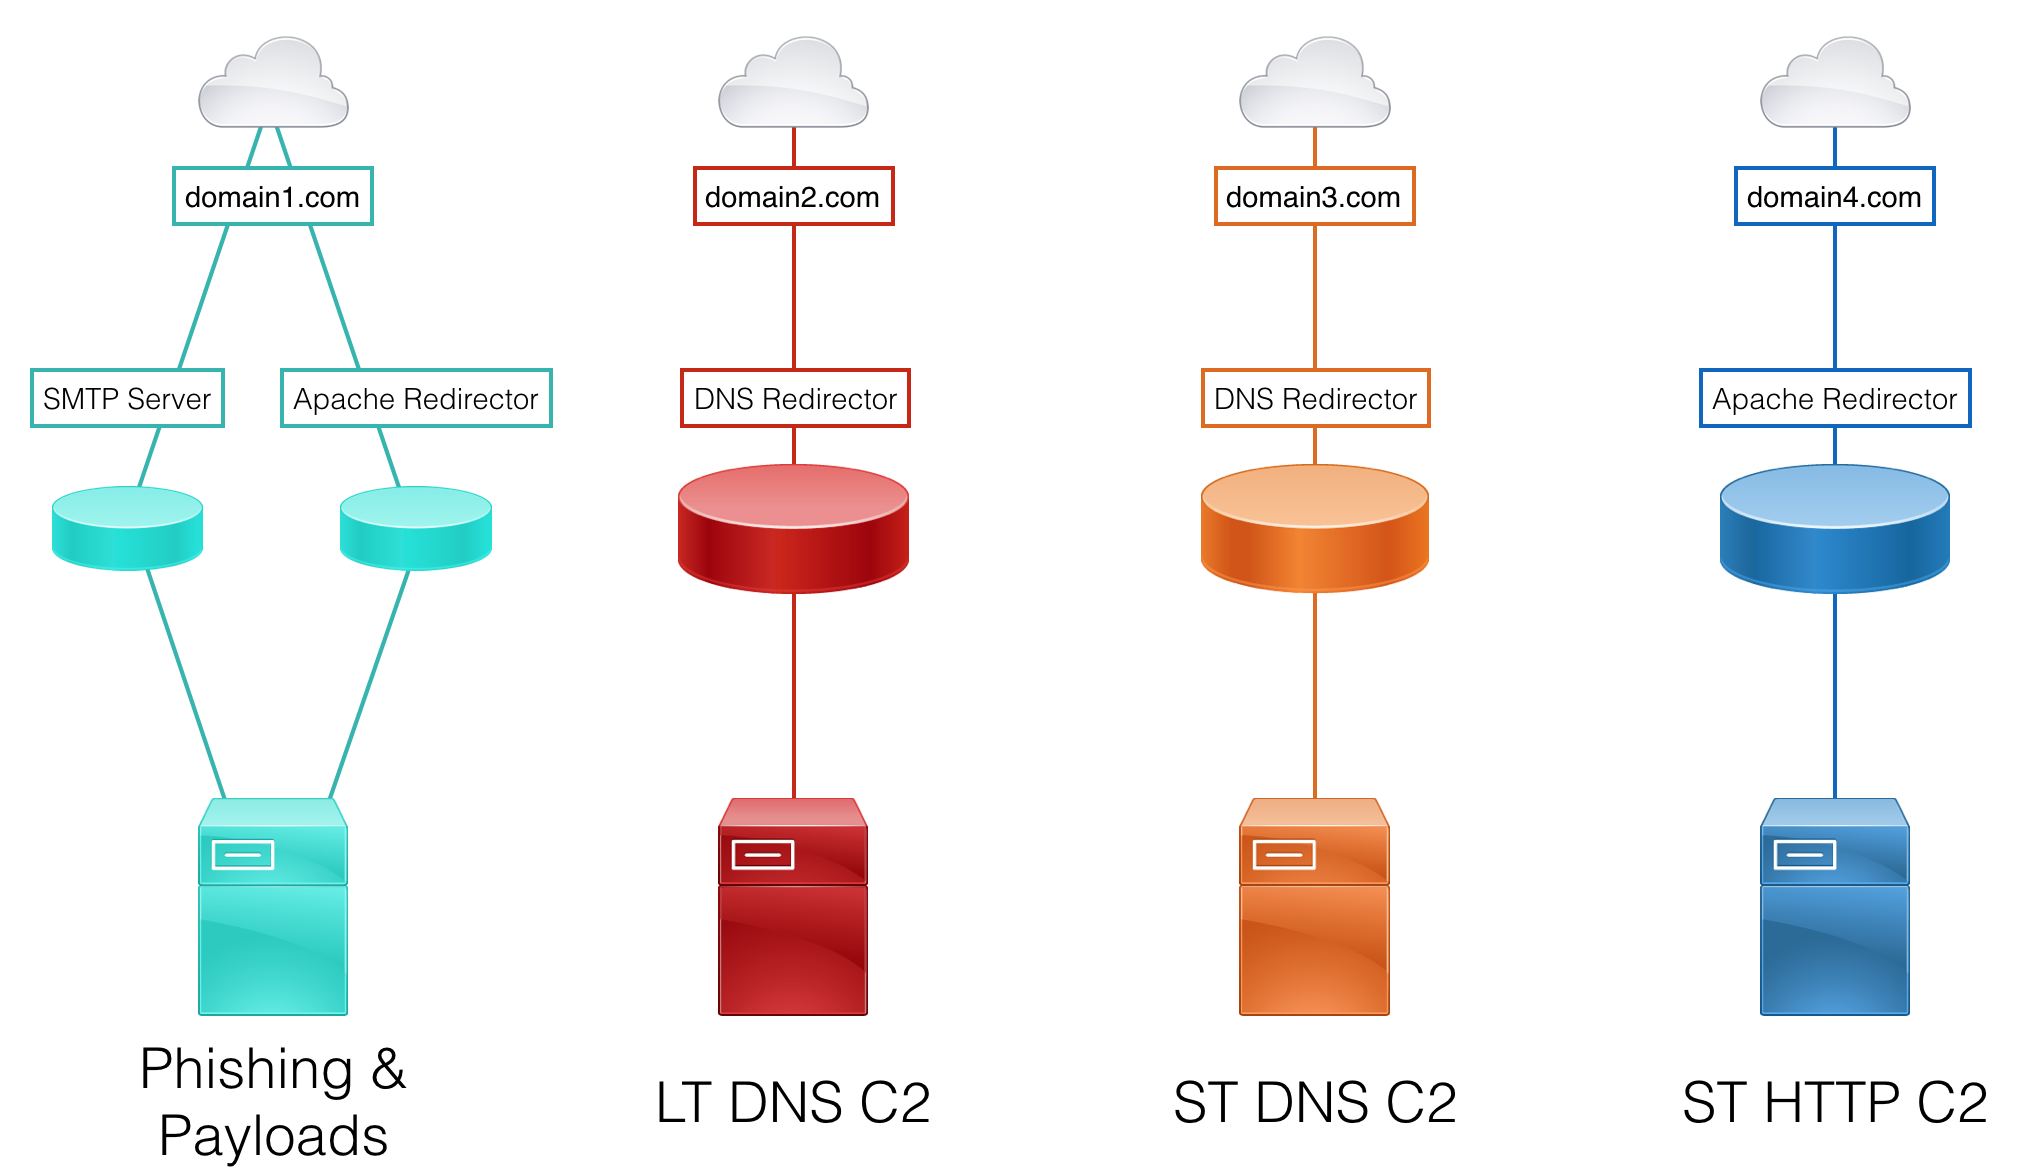 domain1.com
domain2.com
domain3.com
domain4.com
SMTP Server
Apache Redirector
DNS Redirector
DNS Redirector
Apache Redirector
Phishing &
Payloads
LT DNS C2
ST DNS C2
ST HTTP C2